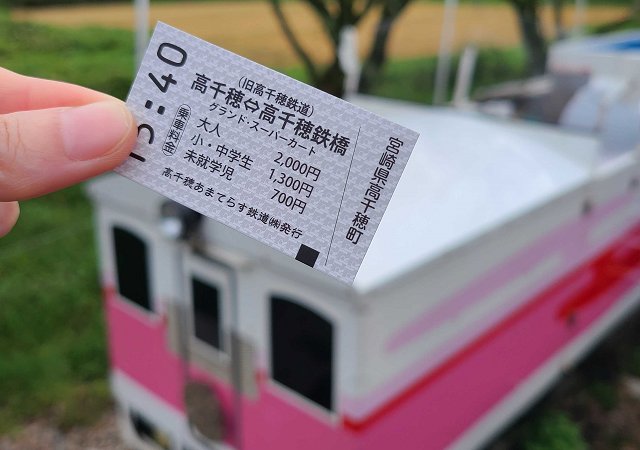 15:40
(旧高千穂鉄道)
高千穂⇔高千穂鉄橋
グランド・スーパーカート
乗車料金
大人 2,000円
小・中学生 1,300円
未就学児 700円
高千穂あまてらす鉄道㈱発行
宮崎県高千穂町